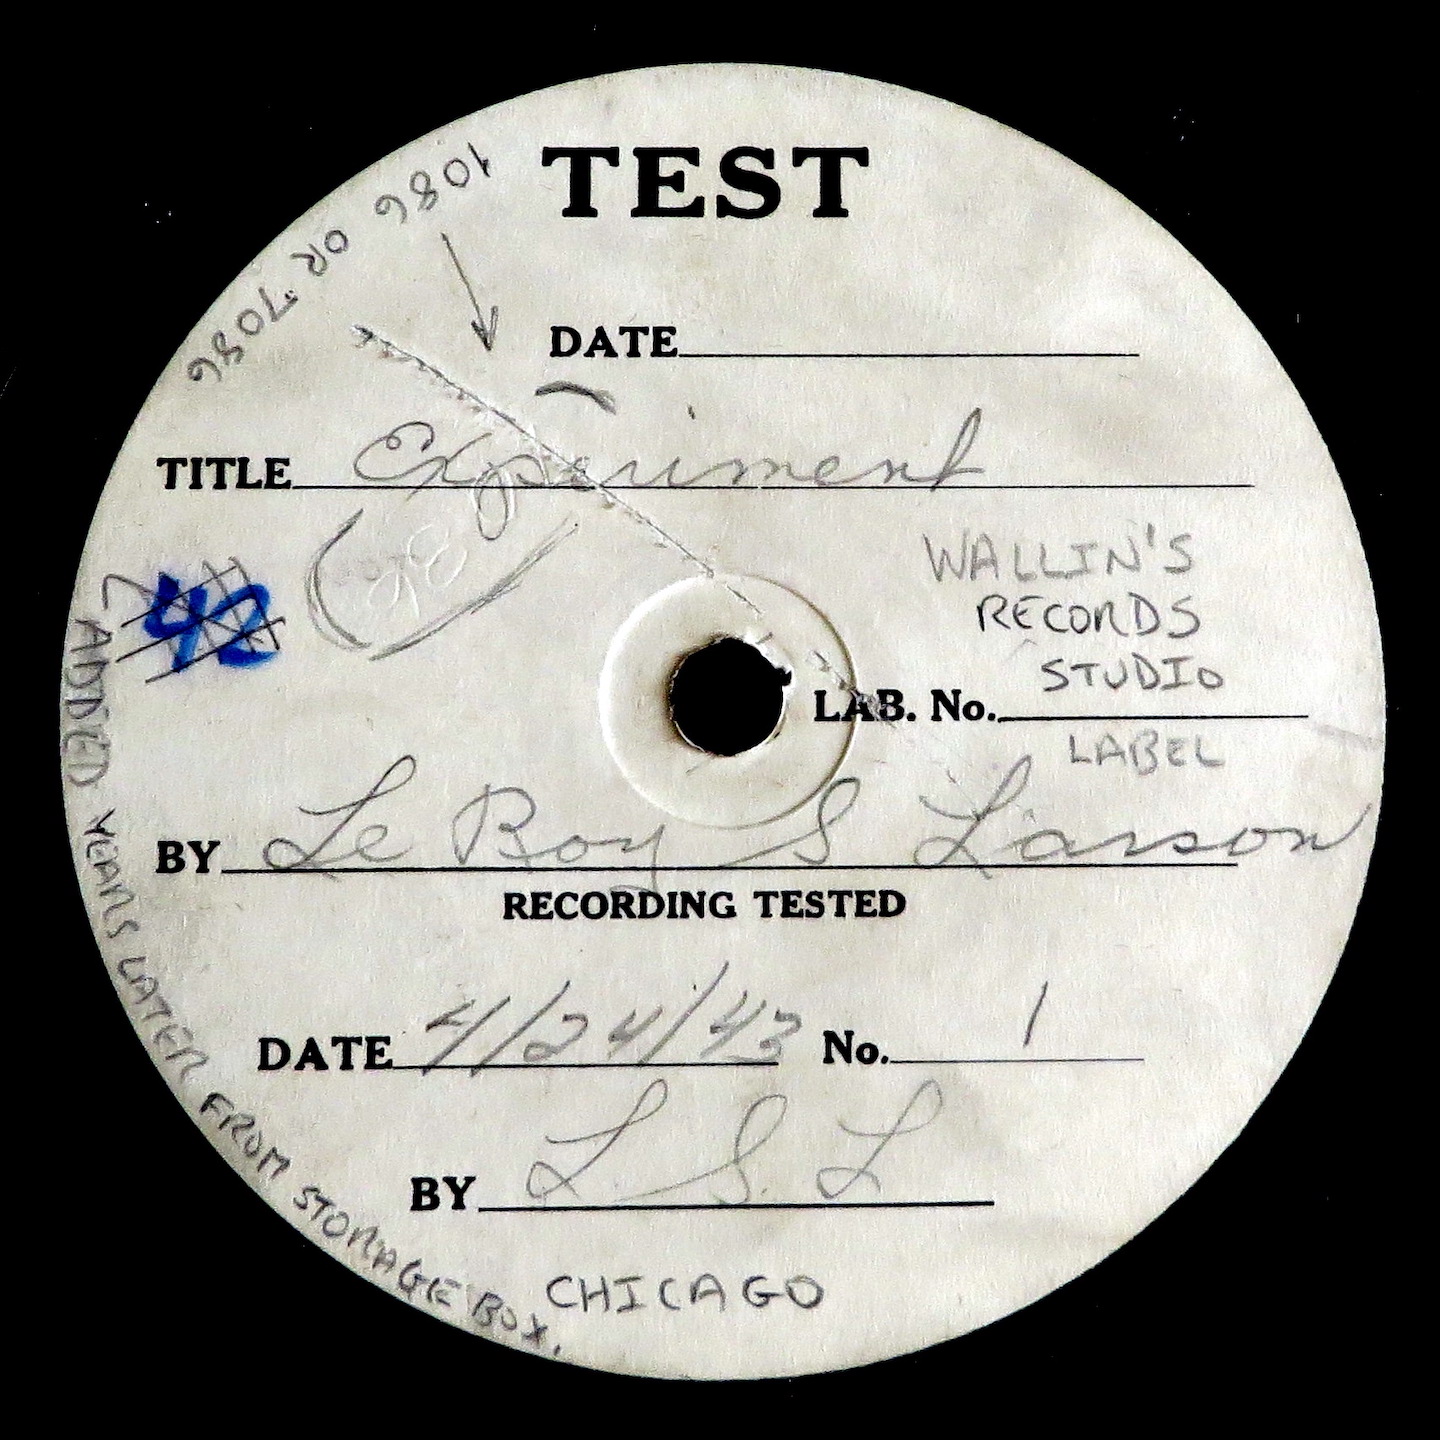 1086 OR 7086
TEST
DATE
TITLE Experiment
42
WALLIN'S
RECORDS
STUDIO
LAB. No.
LABEL
BY Le Roy S Larson
RECORDING TESTED
DATE 4/24/43 No. 1
BY L. S. L
CHICAGO
ADDED YEARS LATER FROM STORAGE BOX.